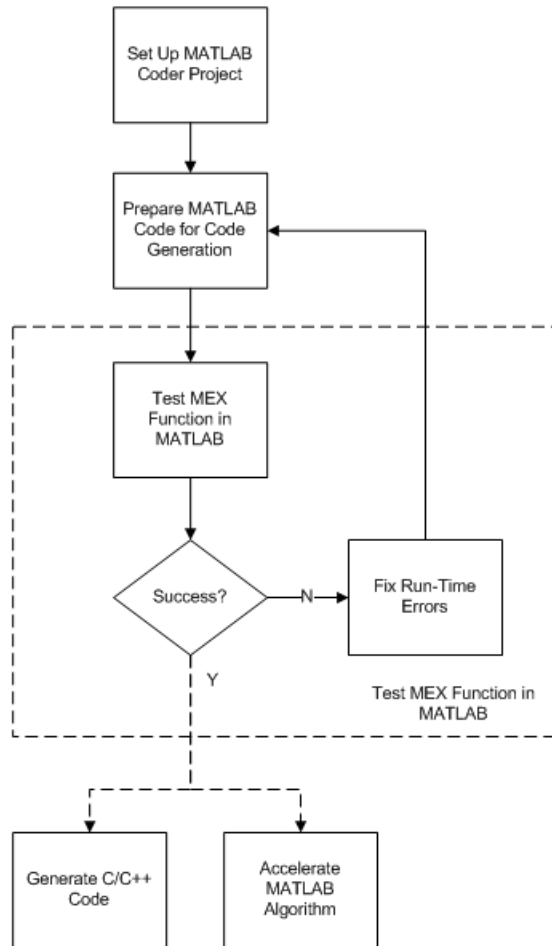 Set Up MATLAB
Coder Project
Prepare MATLAB
Code for Code
Generation
Test MEX
Function in
MATLAB
Success?
N
Fix Run-Time
Errors
Y
Test MEX Function in
MATLAB
Generate C/C++
Code
Accelerate
MATLAB
Algorithm